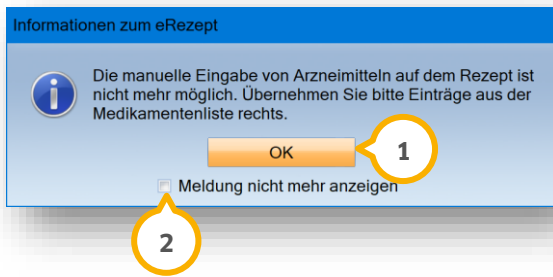 Informationen zum eRezept
Die manuelle Eingabe von Arzneimitteln auf dem Rezept ist
nicht mehr möglich. Übernehmen Sie bitte Einträge aus der
Medikamentenliste rechts.
OK
1
Meldung nicht mehr anzeigen
2